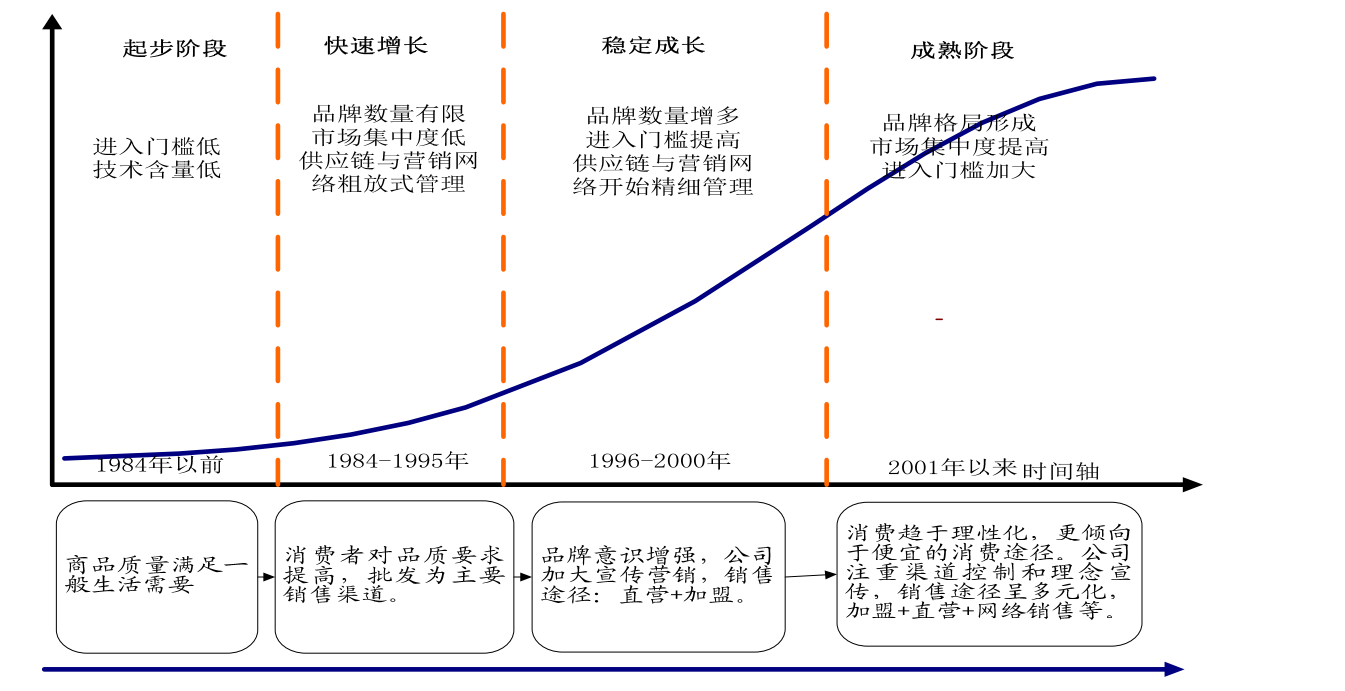 起步阶段
快速增长
稳定成长
成熟阶段
进入门槛低
技术含量低
品牌数量有限
市场集中度低
供应链与营销网
络粗放式管理
品牌数量增多
进入门槛提高
供应链与营销网
络开始精细管理
品牌格局形成
市场集中度提高
进入门槛加大
1984年以前
1984-1995年
1996-2000年
2001年以来
时间轴
商品质量满足一
般生活需要
消费者对品质要求
提高，批发为主要
销售渠道。
品牌意识增强，公司
加大宣传营销，销售
途径：直营+加盟。
消费趋于理性化，更倾向
于便宜的消费途径。公司
注重渠道控制和理念宣
传，销售途径呈多元化，
加盟+直营+网络销售等。